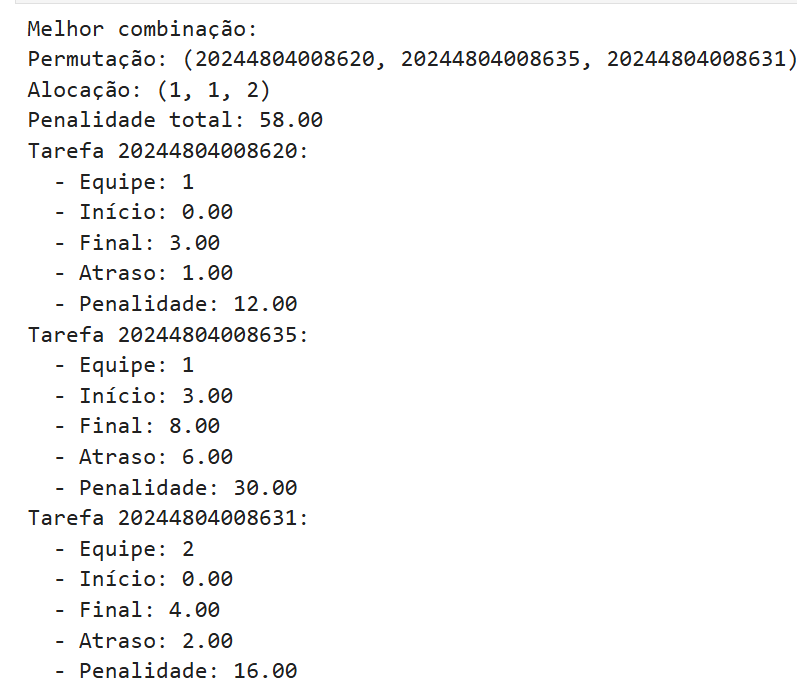 Melhor combinação:
Permutação: (20244804008620, 20244804008635, 20244804008631)
Alocação: (1, 1, 2)
Penalidade total: 58.00
Tarefa 20244804008620:
  - Equipe: 1
  - Início: 0.00
  - Final: 3.00
  - Atraso: 1.00
  - Penalidade: 12.00
Tarefa 20244804008635:
  - Equipe: 1
  - Início: 3.00
  - Final: 8.00
  - Atraso: 6.00
  - Penalidade: 30.00
Tarefa 20244804008631:
  - Equipe: 2
  - Início: 0.00
  - Final: 4.00
  - Atraso: 2.00
  - Penalidade: 16.00